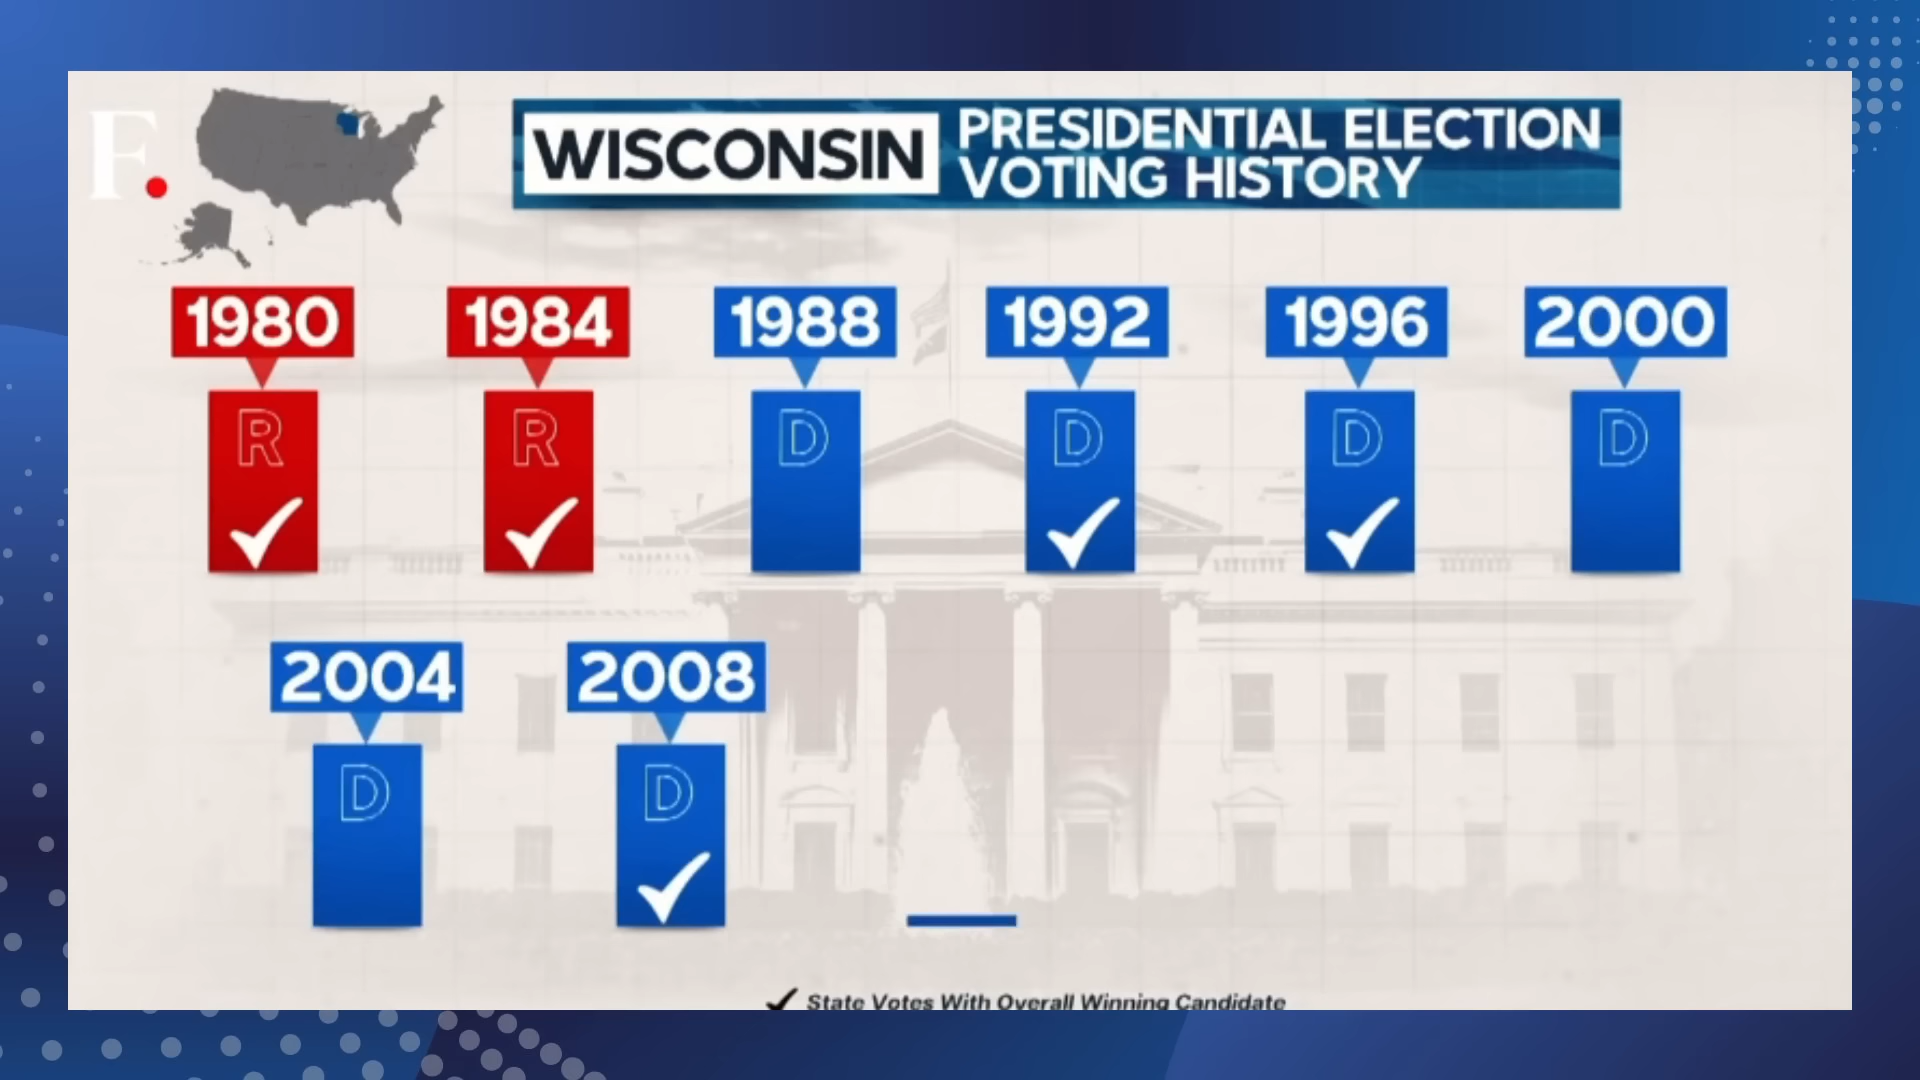 F.
WISCONSIN
PRESIDENTIAL ELECTION
VOTING HISTORY
1980 1984 1988 1992 1996 2000
R R D D D D
2004 2008
D D
State Votes With Overall Winning Candidate